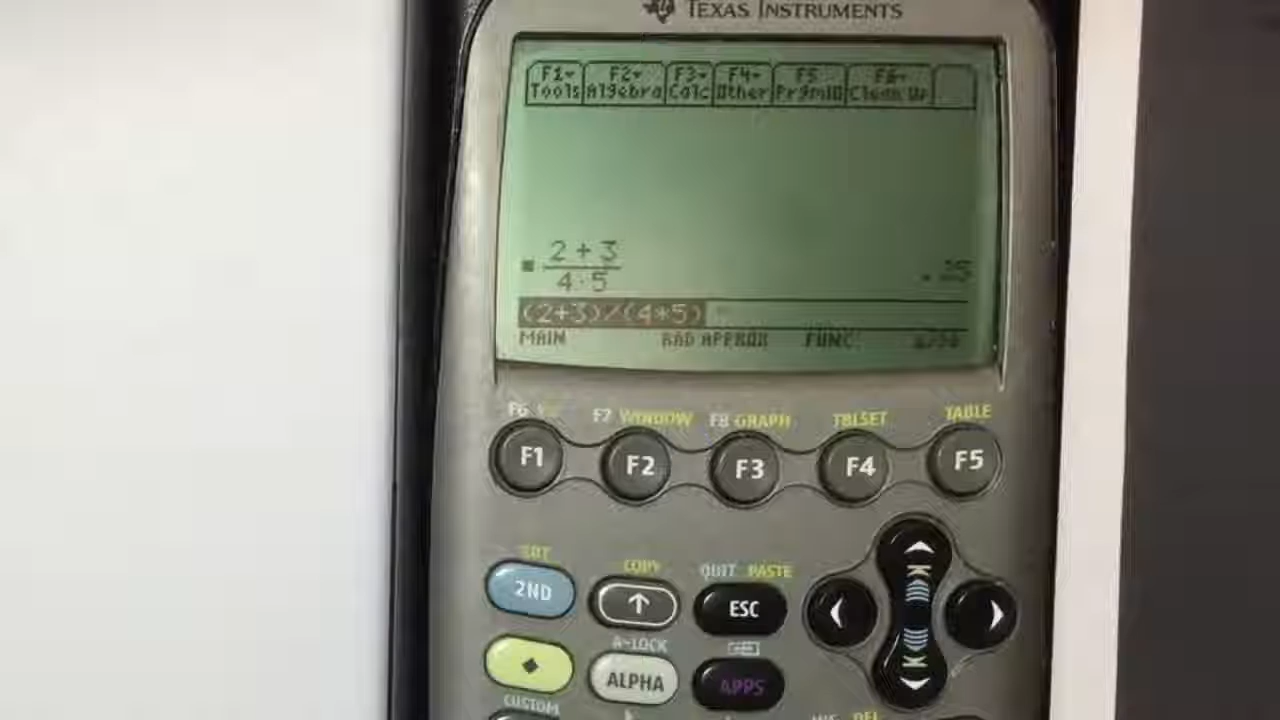 TEXAS INSTRUMENTS
F1 F2 F3 F4 F5 F6
Tools Algebra Calc Other PrgmIO Clean Up
2 + 3
4 · 5
.25
(2+3)/(4*5)
MAIN RAD APPROX FUNC
F6 F7 WINDOW F8 GRAPH TBLSET TABLE
F1 F2 F3 F4 F5
COPY QUIT PASTE
2ND ESC
A-LOCK
ALPHA APPS
CUSTOM
DEL